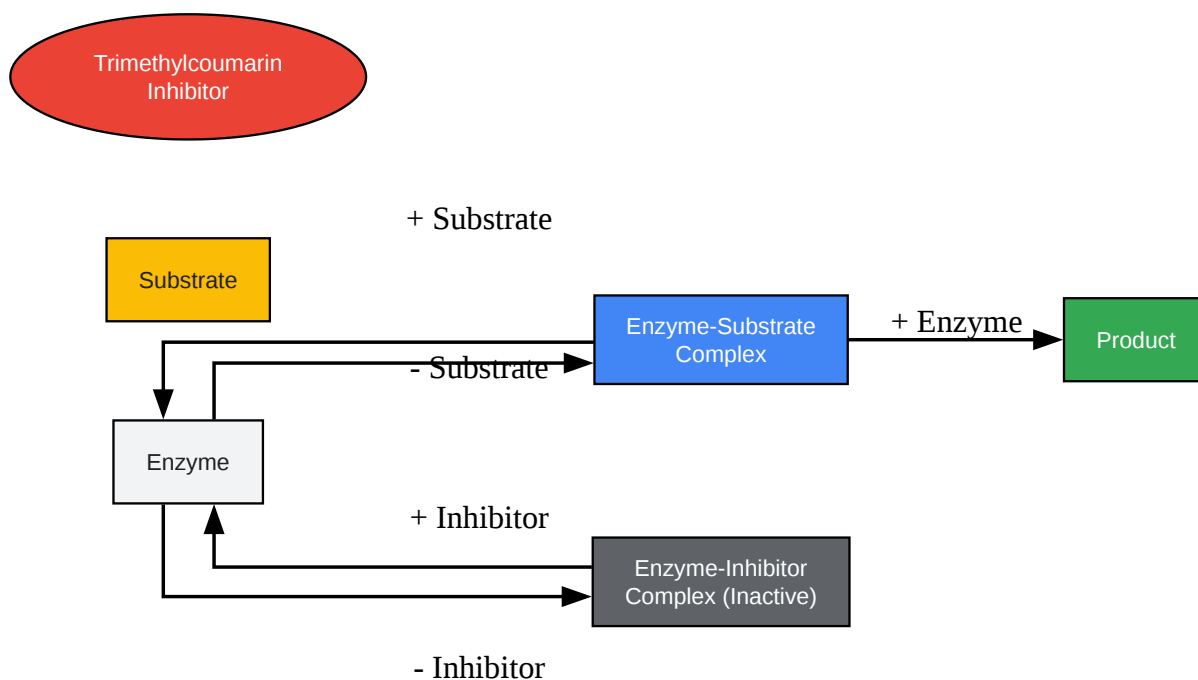 Trimethylcoumarin
Inhibitor
+ Substrate
Substrate
Enzyme-Substrate
Complex
+ Enzyme
Product
- Substrate
Enzyme
+ Inhibitor
Enzyme-Inhibitor
Complex (Inactive)
- Inhibitor